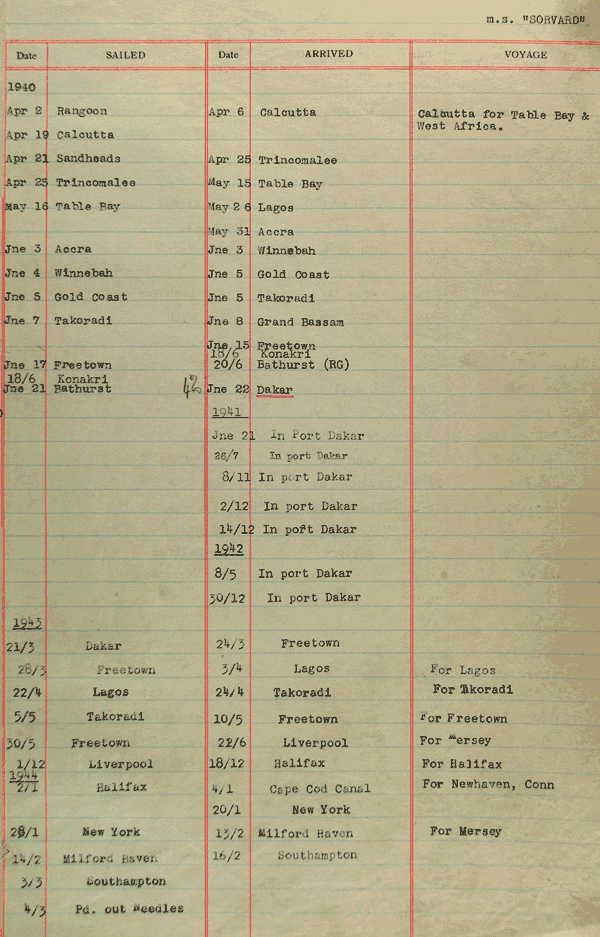 m.s. "SORVARD"
Date SAILED Date ARRIVED VOYAGE
1940
Apr 2 Rangoon Apr 6 Calcutta Calcutta for Table Bay &
West Africa.
Apr 19 Calcutta
Apr 21 Sandheads Apr 25 Trincomalee
Apr 25 Trincomalee May 15 Table Bay
May 16 Table Bay May 26 Lagos
May 31 Accra
Jne 3 Accra Jne 3 Winnebah
Jne 4 Winnebah Jne 5 Gold Coast
Jne 5 Gold Coast Jne 5 Takoradi
Jne 7 Takoradi Jne 8 Grand Bassam
Jne 15 Freetown
18/6 Konakri
Jne 17 Freetown 20/6 Bathurst (RG)
18/6 Konakri
Jne 21 Bathurst Jne 22 Dakar
1941
Jne 21 In Port Dakar
26/7 In port Dakar
8/11 In port Dakar
2/12 In port Dakar
14/12 In port Dakar
1942
8/5 In port Dakar
30/12 In port Dakar
1943
21/3 Dakar 24/3 Freetown
28/3 Freetown 3/4 Lagos For Lagos
22/4 Lagos 24/4 Takoradi For Takoradi
5/5 Takoradi 10/5 Freetown For Freetown
30/5 Freetown 22/6 Liverpool For Mersey
1/12 Liverpool 18/12 Halifax For Halifax
1944
2/1 Halifax 4/1 Cape Cod Canal For Newhaven, Conn
20/1 New York
28/1 New York 13/2 Milford Haven For Mersey
14/2 Milford Haven 16/2 Southampton
3/3 Southampton
4/3 Pd. out Needles